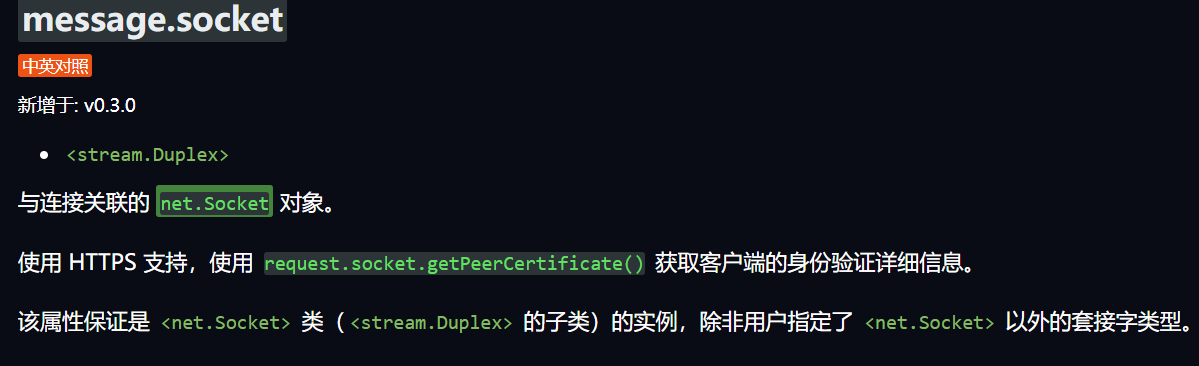 message.socket
中英对照
新增于: v0.3.0
<stream.Duplex>
与连接关联的 net.Socket 对象。
使用 HTTPS 支持，使用 request.socket.getPeerCertificate() 获取客户端的身份验证详细信息。
该属性保证是 <net.Socket> 类（<stream.Duplex> 的子类）的实例，除非用户指定了 <net.Socket> 以外的套接字类型。